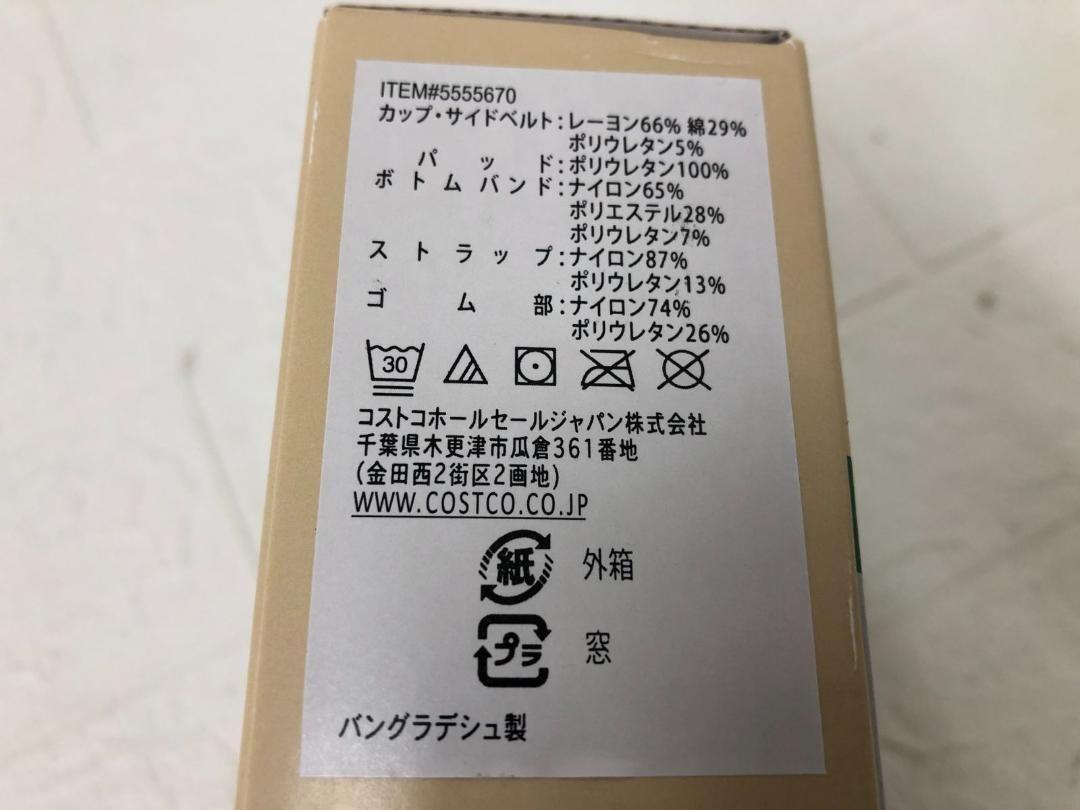 ITEM#5555670
カップ・サイドベルト:レーヨン66% 綿29%
ポリウレタン5%
パッド:ポリウレタン100%
ボトムバンド:ナイロン65%
ポリエステル28%
ポリウレタン7%
ストラップ:ナイロン87%
ポリウレタン13%
ゴム部:ナイロン74%
ポリウレタン26%
30
コストコホールセールジャパン株式会社
千葉県木更津市瓜倉361番地
(金田西2街区2画地)
WWW.COSTCO.CO.JP
紙 外箱
プラ 窓
バングラデシュ製